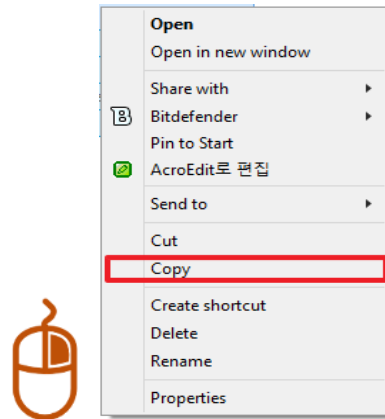 Open
Open in new window
Share with
Bitdefender
Pin to Start
AcroEdit로 편집
Send to
Cut
Copy
Create shortcut
Delete
Rename
Properties